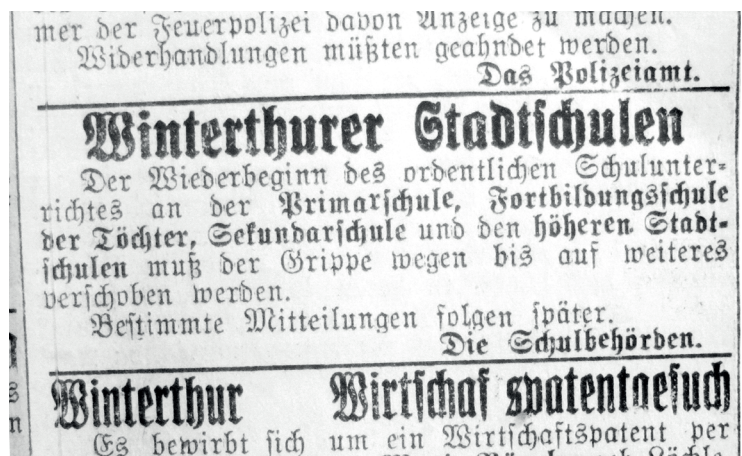 mer der Feuerpolizei davon Anzeige zu machen.
Widerhandlungen müßten geahndet werden.
Das Polizeiamt.
Winterthurer Stadtschulen
Der Wiederbeginn des ordentlichen Schulunter-
richtes an der Primarschule, Fortbildungsschule
der Töchter, Sekundarschule und den höheren Stadt-
schulen muß der Grippe wegen bis auf weiteres
verschoben werden.
Bestimmte Mitteilungen folgen später.
Die Schulbehörden.
Winterthur Wirtschaftspatentgesuch
Es bewirbt sich um ein Wirtschaftspatent per